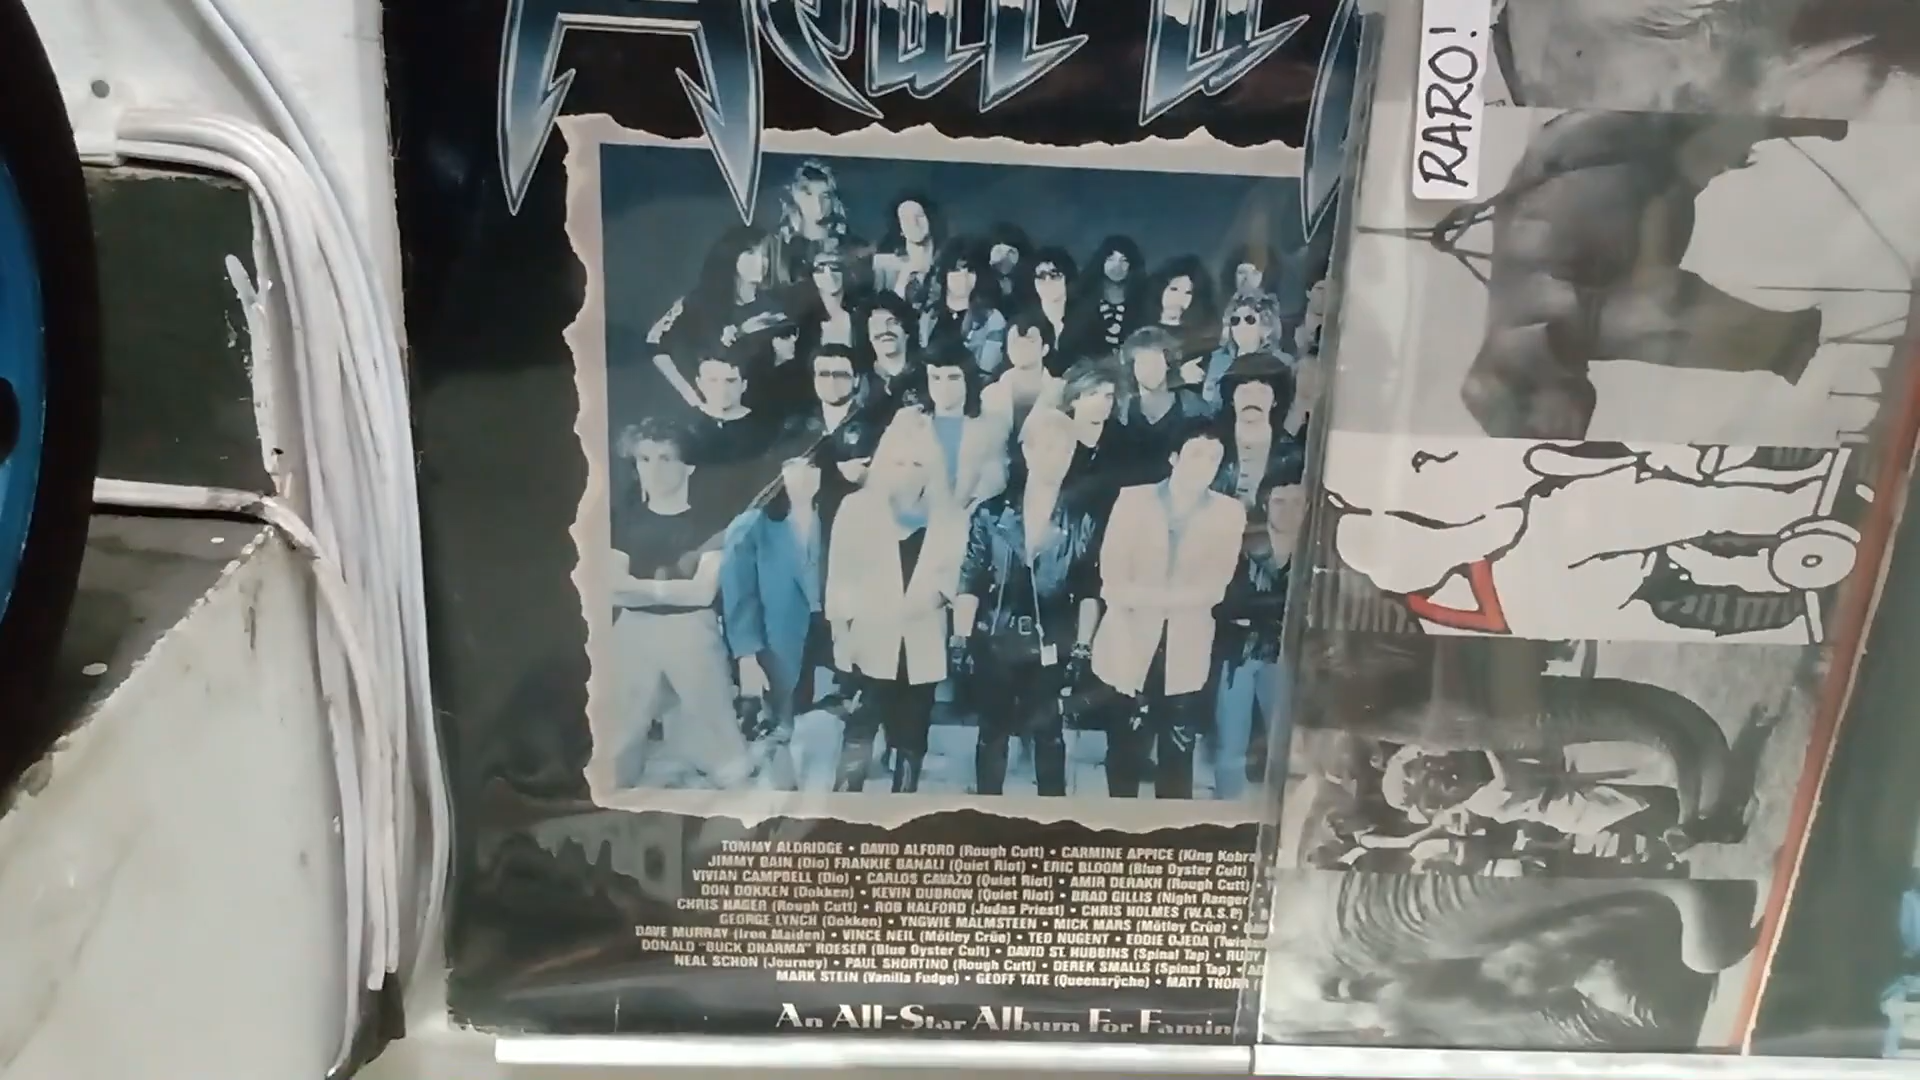 RARO!
TOMMY ALDRIDGE • DAVID ALFORD (Rough Cutt) • CARMINE APPICE (King Kobra
JIMMY BAIN (Dio) FRANKIE BANALI (Quiet Riot) • ERIC BLOOM (Blue Oyster Cult)
VIVIAN CAMPBELL (Dio) • CARLOS CAVAZO (Quiet Riot) • AMIR DERAKH (Rough Cutt)
DON DOKKEN (Dokken) • KEVIN DUBROW (Quiet Riot) • BRAD GILLIS (Night Ranger
CHRIS HAGER (Rough Cutt) • ROB HALFORD (Judas Priest) • CHRIS HOLMES (W.A.S.P.)
GEORGE LYNCH (Dokken) • YNGWIE MALMSTEEN • MICK MARS (Mötley Crüe) •
DAVE MURRAY (Iron Maiden) • VINCE NEIL (Mötley Crüe) • TED NUGENT • EDDIE OJEDA (Twis
DONALD "BUCK DHARMA" ROESER (Blue Oyster Cult) • DAVID ST. HUBBINS (Spinal Tap) • RUDY
NEAL SCHON (Journey) • PAUL SHORTINO (Rough Cutt) • DEREK SMALLS (Spinal Tap) •
MARK STEIN (Vanilla Fudge) • GEOFF TATE (Queensrÿche) • MATT THOR
An All-Star Album For Famin